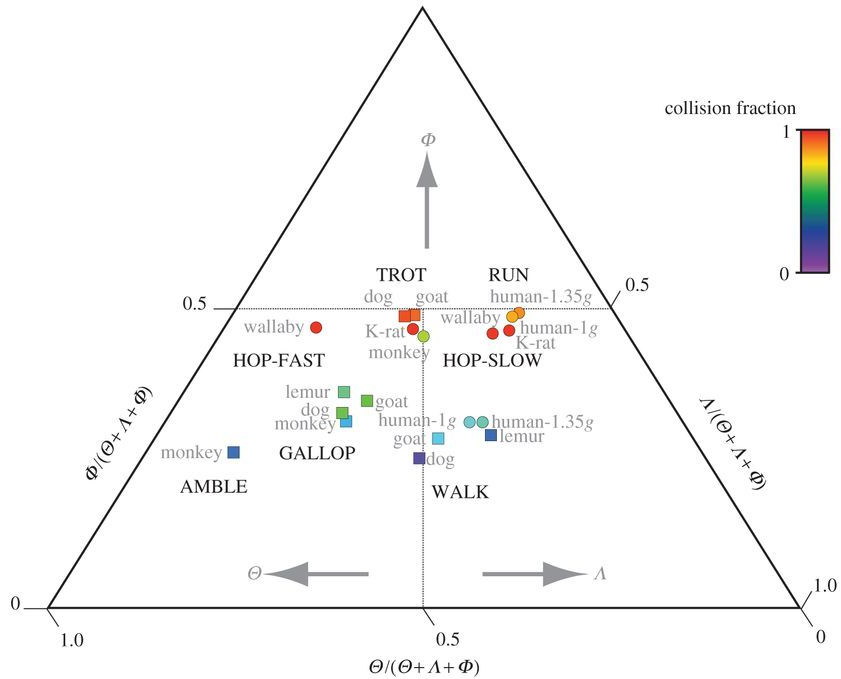 collision fraction
1
0
Φ
0.5
0.5
TROT
RUN
dog
goat
human-1.35g
wallaby
wallaby
K-rat
human-1g
K-rat
monkey
HOP-FAST
HOP-SLOW
lemur
goat
dog
monkey
human-1g
human-1.35g
goat
lemur
monkey
GALLOP
dog
AMBLE
WALK
Φ/(Θ+Λ+Φ)
Λ/(Θ+Λ+Φ)
Θ
Λ
0
1.0
1.0
0.5
0
Θ/(Θ+Λ+Φ)